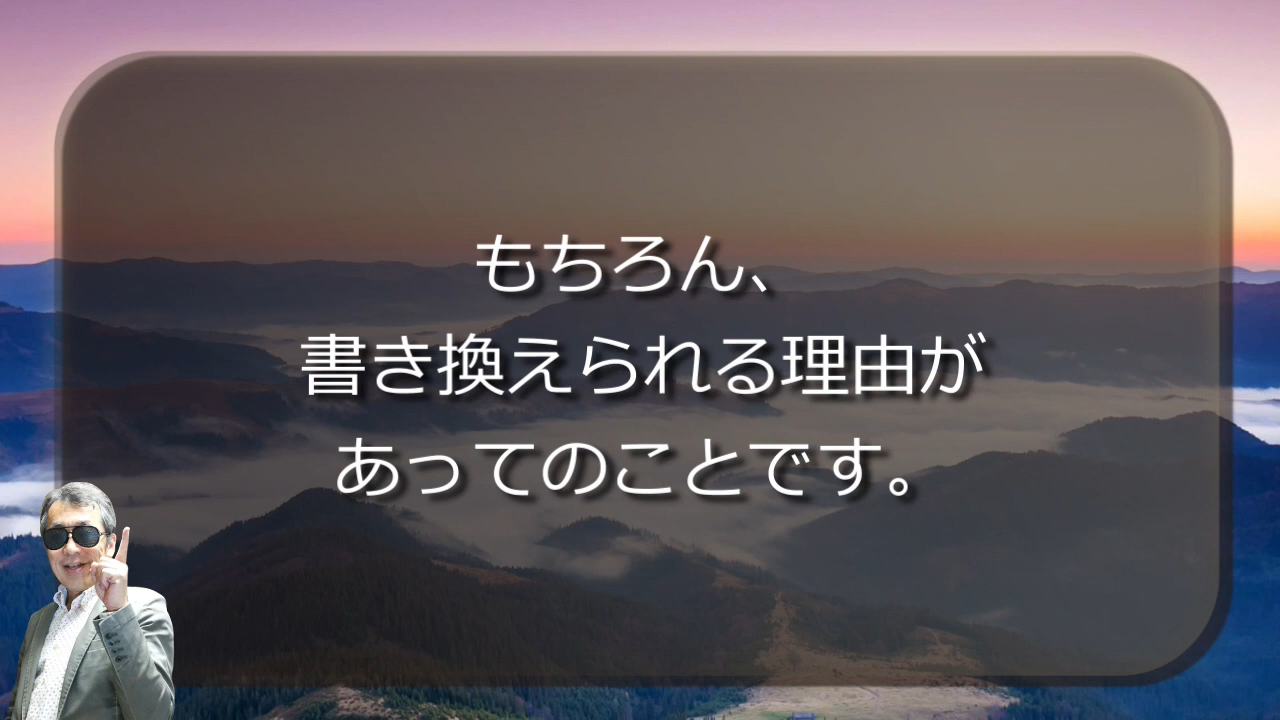 もちろん、
書き換えられる理由が
あってのことです。